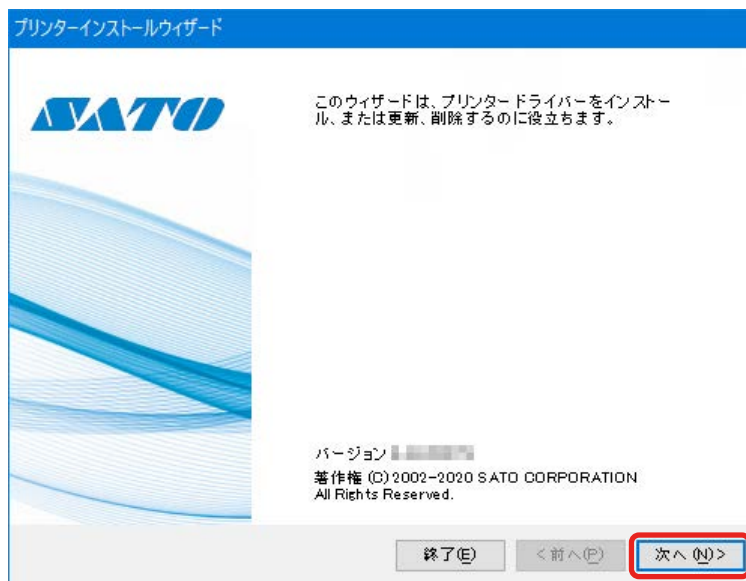 プリンターインストールウィザード
SATO
このウィザードは、プリンター ドライバーをインストー
ル、または更新、削除するのに役立ちます。
バージョン
著作権 (C) 2002-2020 SATO CORPORATION
All Rights Reserved.
終了(E)
<前へ(P)
次へ (N)>